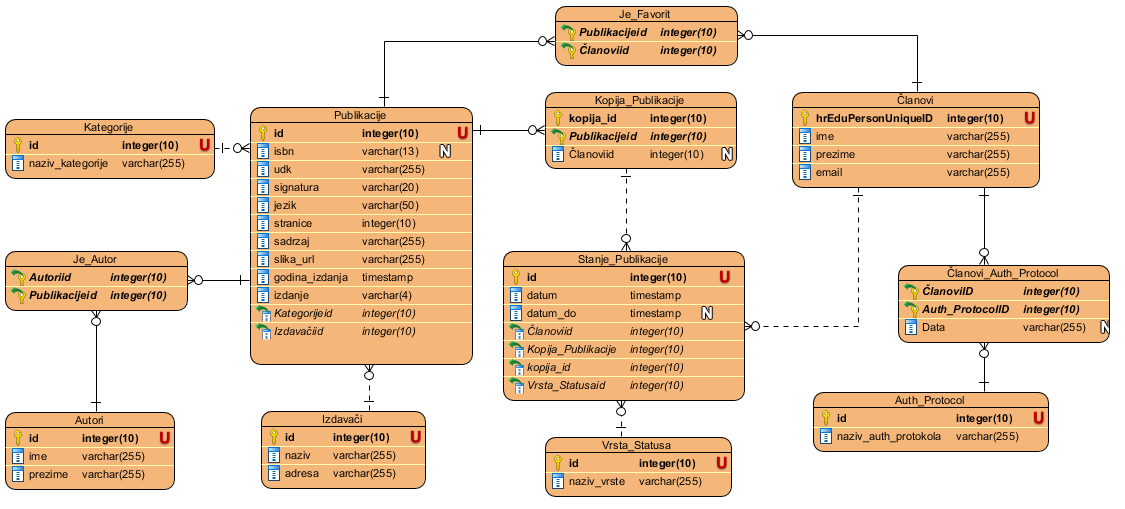 Je_Favorit
Publikacijeid integer(10)
Članoviid integer(10)
Kategorije
id integer(10) U
naziv_kategorije varchar(255)
Publikacije
id integer(10) U
isbn varchar(13) N
udk varchar(255)
signatura varchar(20)
jezik varchar(50)
stranice integer(10)
sadrzaj varchar(255)
slika_url varchar(255)
godina_izdanja timestamp
izdanje varchar(4)
Kategorijeid integer(10)
Izdavačiid integer(10)
Kopija_Publikacije
kopija_id integer(10)
Publikacijeid integer(10)
Članoviid integer(10) N
Članovi
hrEduPersonUniqueID integer(10) U
ime varchar(255)
prezime varchar(255)
email varchar(255)
Je_Autor
Autoriid integer(10)
Publikacijeid integer(10)
Stanje_Publikacije
id integer(10) U
datum timestamp
datum_do timestamp N
Članoviid integer(10)
Kopija_Publikacije integer(10)
kopija_id integer(10)
Vrsta_Statusaid integer(10)
Članovi_Auth_Protocol
ČlanoviID integer(10)
Auth_ProtocolID integer(10)
Data varchar(255) N
Autori
id integer(10) U
ime varchar(255)
prezime varchar(255)
Izdavači
id integer(10) U
naziv varchar(255)
adresa varchar(255)
Vrsta_Statusa
id integer(10) U
naziv_vrste varchar(255)
Auth_Protocol
id integer(10) U
naziv_auth_protokola varchar(255)